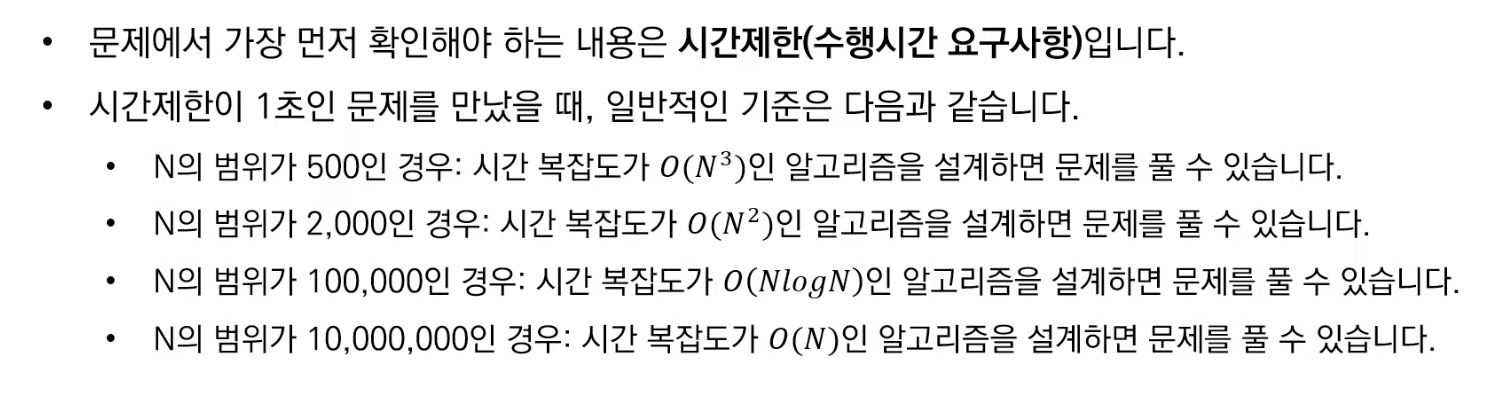 • 문제에서 가장 먼저 확인해야 하는 내용은 시간제한(수행시간 요구사항)입니다.
• 시간제한이 1초인 문제를 만났을 때, 일반적인 기준은 다음과 같습니다.
• N의 범위가 500인 경우: 시간 복잡도가 O(N³)인 알고리즘을 설계하면 문제를 풀 수 있습니다.
• N의 범위가 2,000인 경우: 시간 복잡도가 O(N²)인 알고리즘을 설계하면 문제를 풀 수 있습니다.
• N의 범위가 100,000인 경우: 시간 복잡도가 O(NlogN)인 알고리즘을 설계하면 문제를 풀 수 있습니다.
• N의 범위가 10,000,000인 경우: 시간 복잡도가 O(N)인 알고리즘을 설계하면 문제를 풀 수 있습니다.